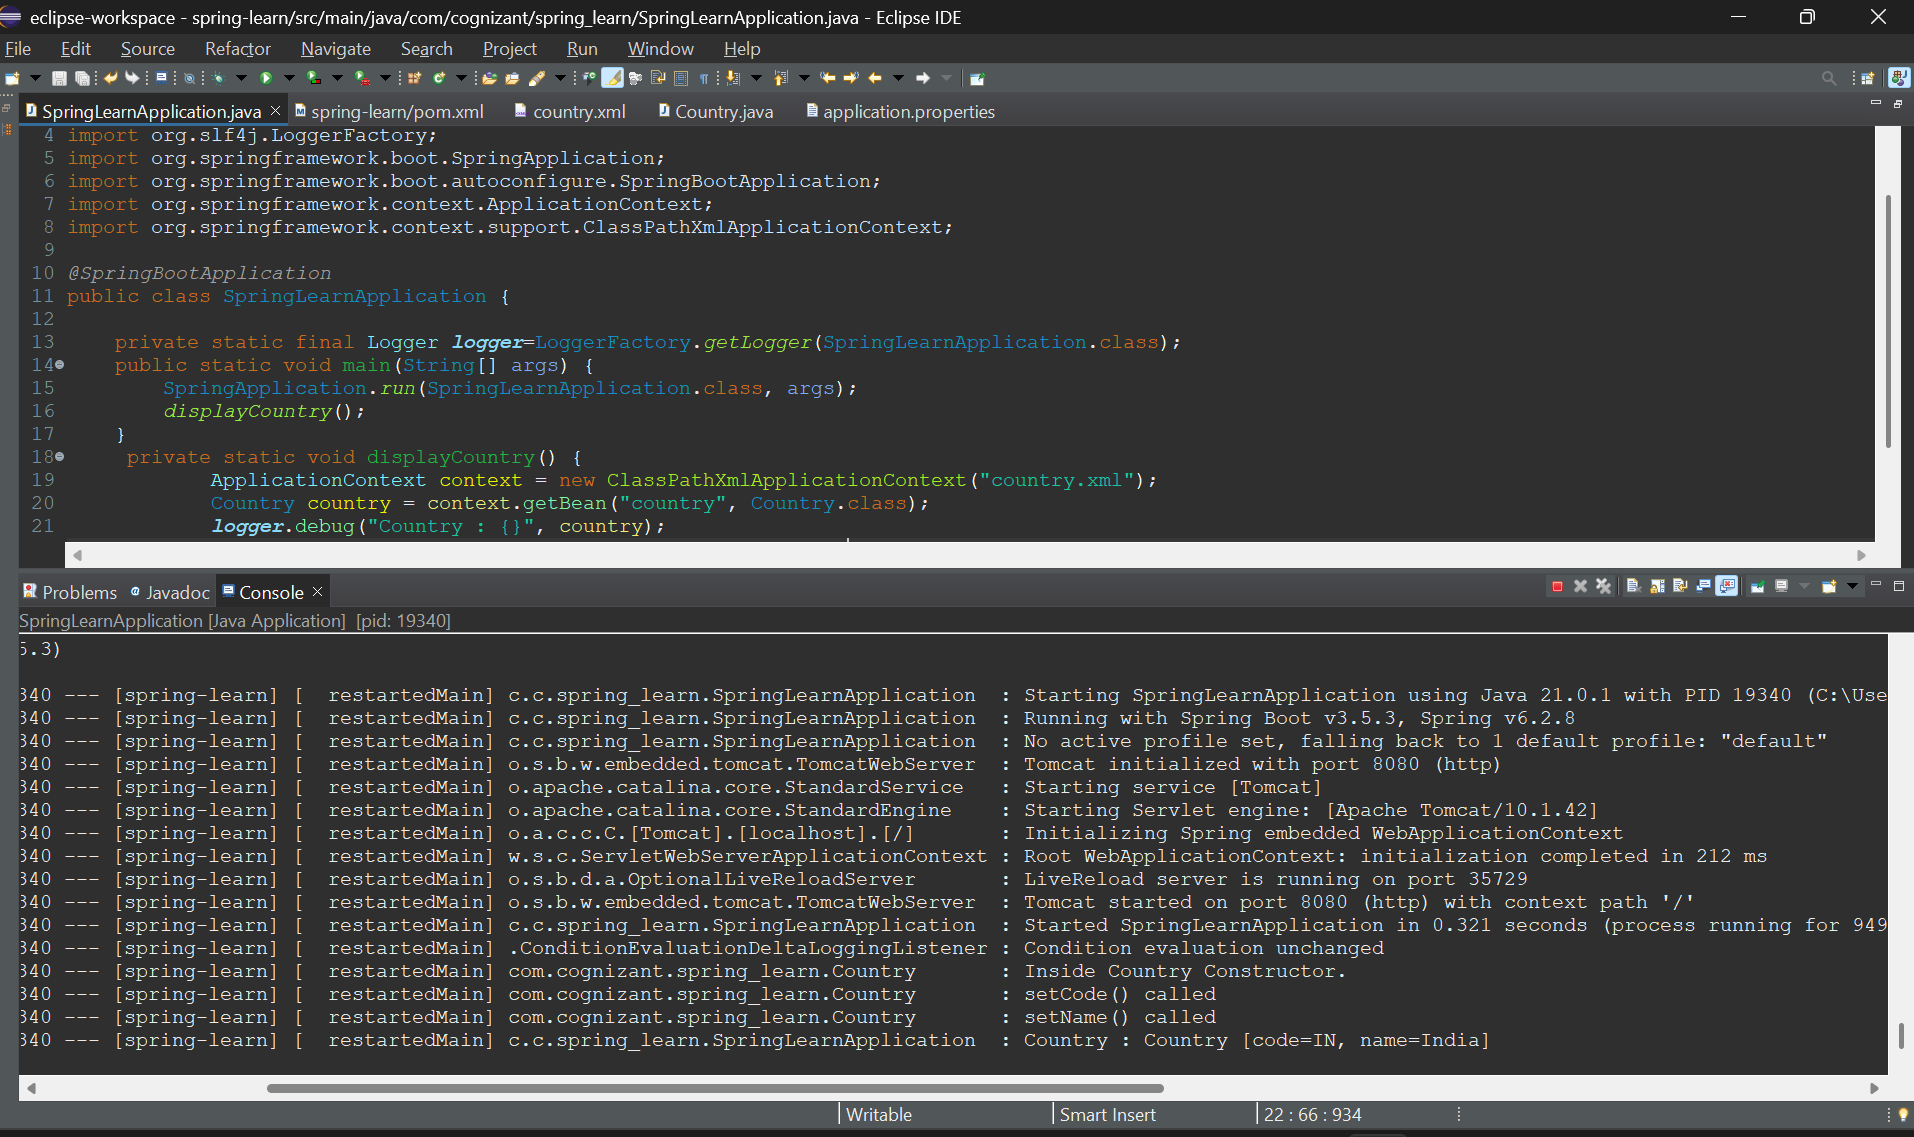 eclipse-workspace - spring-learn/src/main/java/com/cognizant/spring_learn/SpringLearnApplication.java - Eclipse IDE
File Edit Source Refactor Navigate Search Project Run Window Help
SpringLearnApplication.java spring-learn/pom.xml country.xml Country.java application.properties
4 import org.slf4j.LoggerFactory;
5 import org.springframework.boot.SpringApplication;
6 import org.springframework.boot.autoconfigure.SpringBootApplication;
7 import org.springframework.context.ApplicationContext;
8 import org.springframework.context.support.ClassPathXmlApplicationContext;
9
10 @SpringBootApplication
11 public class SpringLearnApplication {
12
13 private static final Logger logger=LoggerFactory.getLogger(SpringLearnApplication.class);
14 public static void main(String[] args) {
15 SpringApplication.run(SpringLearnApplication.class, args);
16 displayCountry();
17 }
18 private static void displayCountry() {
19 ApplicationContext context = new ClassPathXmlApplicationContext("country.xml");
20 Country country = context.getBean("country", Country.class);
21 logger.debug("Country : {}", country);
Problems Javadoc Console
SpringLearnApplication [Java Application] [pid: 19340]
5.3)
340 --- [spring-learn] [ restartedMain] c.c.spring_learn.SpringLearnApplication : Starting SpringLearnApplication using Java 21.0.1 with PID 19340 (C:\Use
340 --- [spring-learn] [ restartedMain] c.c.spring_learn.SpringLearnApplication : Running with Spring Boot v3.5.3, Spring v6.2.8
340 --- [spring-learn] [ restartedMain] c.c.spring_learn.SpringLearnApplication : No active profile set, falling back to 1 default profile: "default"
340 --- [spring-learn] [ restartedMain] o.s.b.w.embedded.tomcat.TomcatWebServer : Tomcat initialized with port 8080 (http)
340 --- [spring-learn] [ restartedMain] o.apache.catalina.core.StandardService : Starting service [Tomcat]
340 --- [spring-learn] [ restartedMain] o.apache.catalina.core.StandardEngine : Starting Servlet engine: [Apache Tomcat/10.1.42]
340 --- [spring-learn] [ restartedMain] o.a.c.c.C.[Tomcat].[localhost].[/] : Initializing Spring embedded WebApplicationContext
340 --- [spring-learn] [ restartedMain] w.s.c.ServletWebServerApplicationContext : Root WebApplicationContext: initialization completed in 212 ms
340 --- [spring-learn] [ restartedMain] o.s.b.d.a.OptionalLiveReloadServer : LiveReload server is running on port 35729
340 --- [spring-learn] [ restartedMain] o.s.b.w.embedded.tomcat.TomcatWebServer : Tomcat started on port 8080 (http) with context path '/'
340 --- [spring-learn] [ restartedMain] c.c.spring_learn.SpringLearnApplication : Started SpringLearnApplication in 0.321 seconds (process running for 949
340 --- [spring-learn] [ restartedMain] .ConditionEvaluationDeltaLoggingListener : Condition evaluation unchanged
340 --- [spring-learn] [ restartedMain] com.cognizant.spring_learn.Country : Inside Country Constructor.
340 --- [spring-learn] [ restartedMain] com.cognizant.spring_learn.Country : setCode() called
340 --- [spring-learn] [ restartedMain] com.cognizant.spring_learn.Country : setName() called
340 --- [spring-learn] [ restartedMain] c.c.spring_learn.SpringLearnApplication : Country : Country [code=IN, name=India]
Writable Smart Insert 22 : 66 : 934